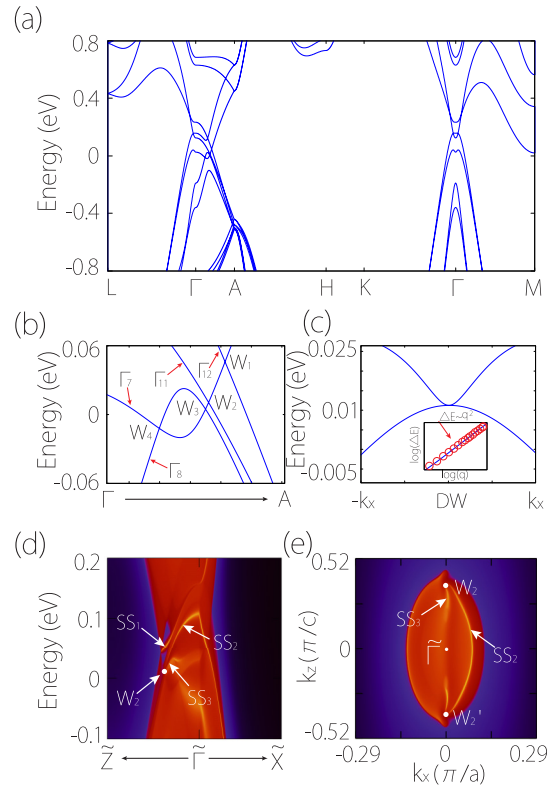 (a)
Energy (eV)
0.8
0.4
0
-0.4
-0.8
L Γ A H K Γ M
(b)
Energy (eV)
0.06
0
-0.06
Γ7
Γ11
Γ12
Γ8
W1
W2
W3
W4
Γ A
(c)
Energy (eV)
0.025
0.01
-0.005
ΔE~q²
log(ΔE)
log(q)
-kx DW kx
(d)
Energy (eV)
0.2
0.1
0
-0.1
SS1
SS2
W2
SS3
Z̃ Γ̃ X̃
(e)
kz(π/c)
0.52
0
-0.52
W2
SS3
Γ̃
SS2
W2'
-0.29 0 0.29
kx(π/a)